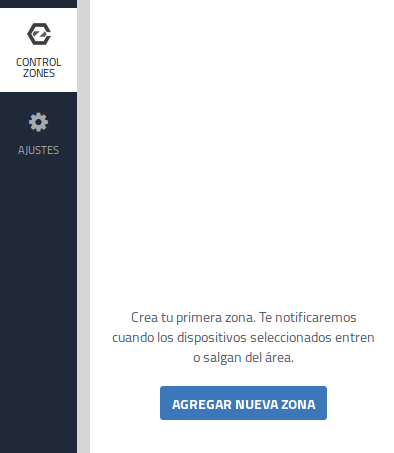 CONTROL
ZONES
AJUSTES
Crea tu primera zona. Te notificaremos
cuando los dispositivos seleccionados entren
o salgan del área.
AGREGAR NUEVA ZONA